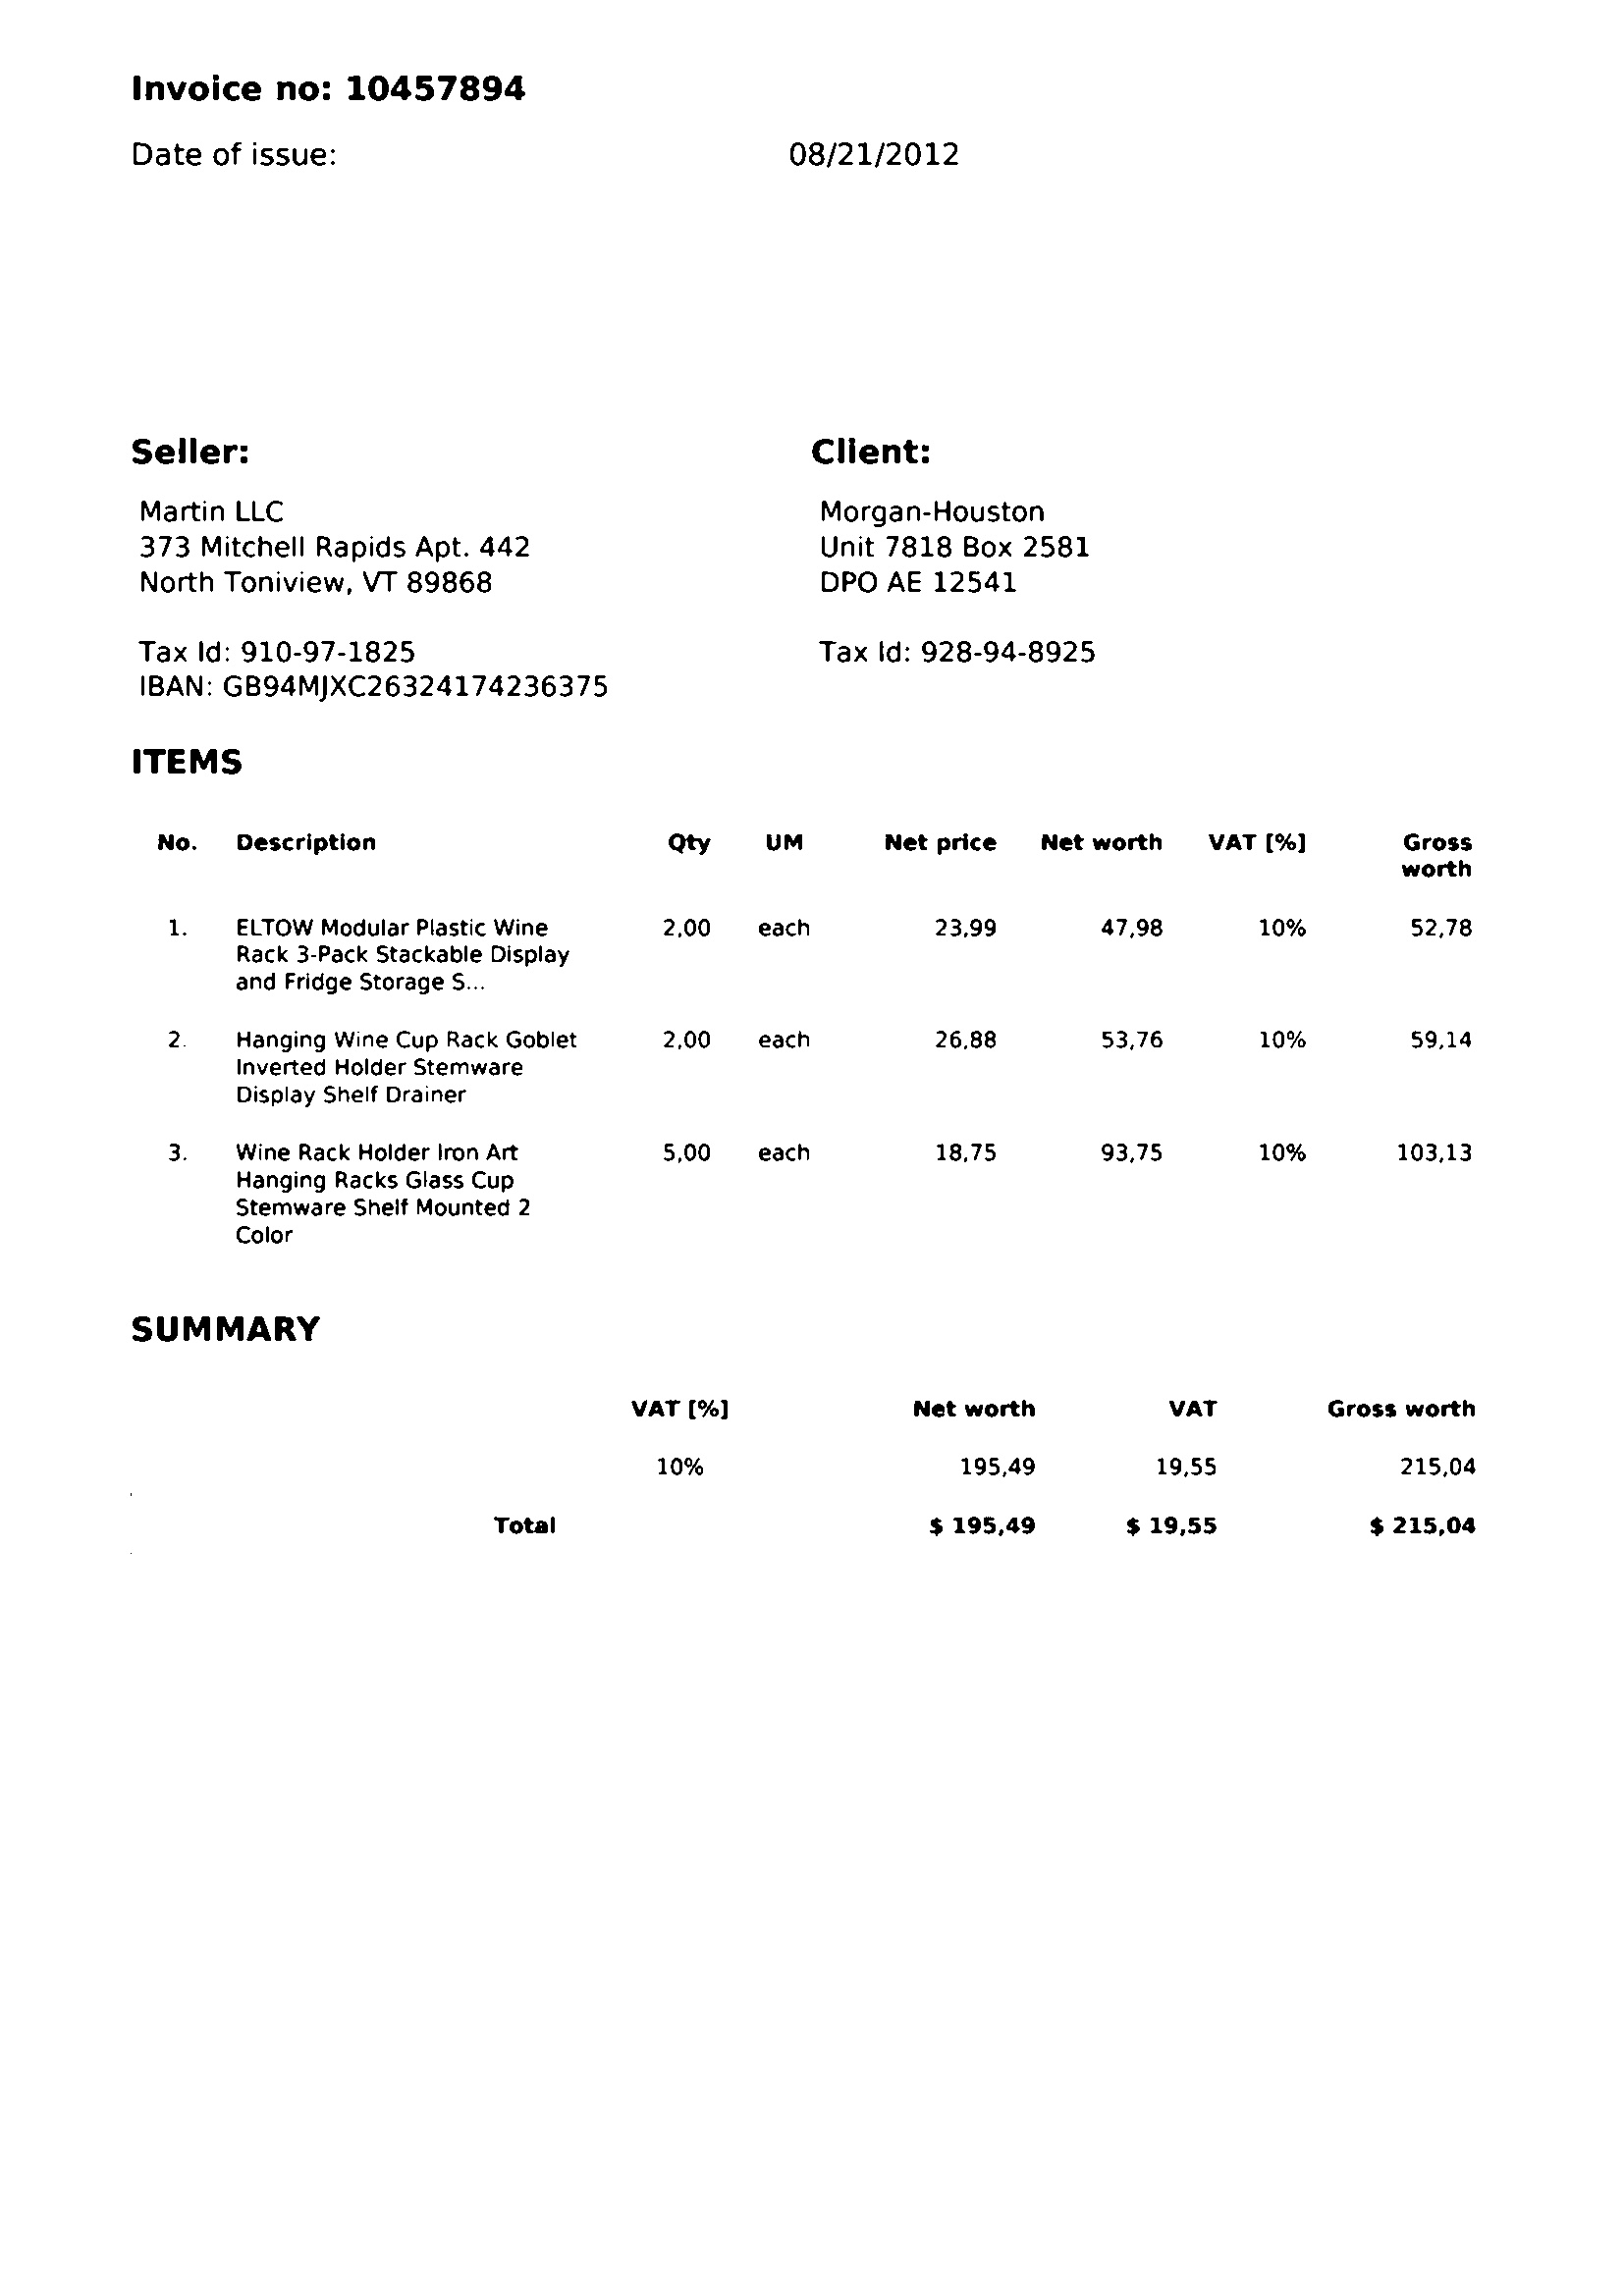 Invoice no: 10457894
Date of issue: 08/21/2012
Seller: Client:
Martin LLC Morgan-Houston
373 Mitchell Rapids Apt. 442 Unit 7818 Box 2581
North Toniview, VT 89868 DPO AE 12541
Tax Id: 910-97-1825 Tax Id: 928-94-8925
IBAN: GB94MJXC26324174236375
ITEMS
No. Description Qty UM Net price Net worth VAT [%] Gross
worth
1. ELTOW Modular Plastic Wine 2,00 each 23,99 47,98 10% 52,78
Rack 3-Pack Stackable Display
and Fridge Storage S...
2. Hanging Wine Cup Rack Goblet 2,00 each 26,88 53,76 10% 59,14
Inverted Holder Stemware
Display Shelf Drainer
3. Wine Rack Holder Iron Art 5,00 each 18,75 93,75 10% 103,13
Hanging Racks Glass Cup
Stemware Shelf Mounted 2
Color
SUMMARY
VAT [%] Net worth VAT Gross worth
10% 195,49 19,55 215,04
Total $ 195,49 $ 19,55 $ 215,04